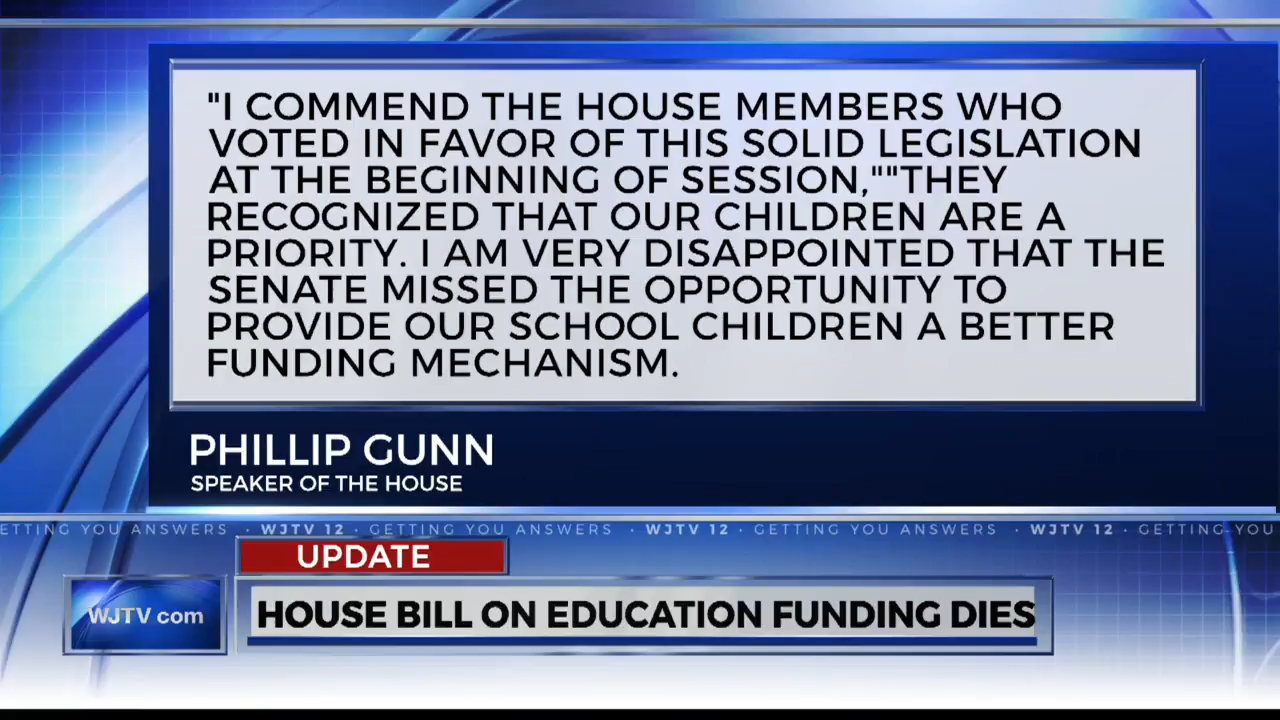 "I COMMEND THE HOUSE MEMBERS WHO
VOTED IN FAVOR OF THIS SOLID LEGISLATION
AT THE BEGINNING OF SESSION,""THEY
RECOGNIZED THAT OUR CHILDREN ARE A
PRIORITY. I AM VERY DISAPPOINTED THAT THE
SENATE MISSED THE OPPORTUNITY TO
PROVIDE OUR SCHOOL CHILDREN A BETTER
FUNDING MECHANISM.
PHILLIP GUNN
SPEAKER OF THE HOUSE
ETTING YOU ANSWERS · WJTV 12 · GETTING YOU ANSWERS · WJTV 12 · GETTING YOU ANSWERS · WJTV 12 · GETTING YOU
UPDATE
WJTV com
HOUSE BILL ON EDUCATION FUNDING DIES